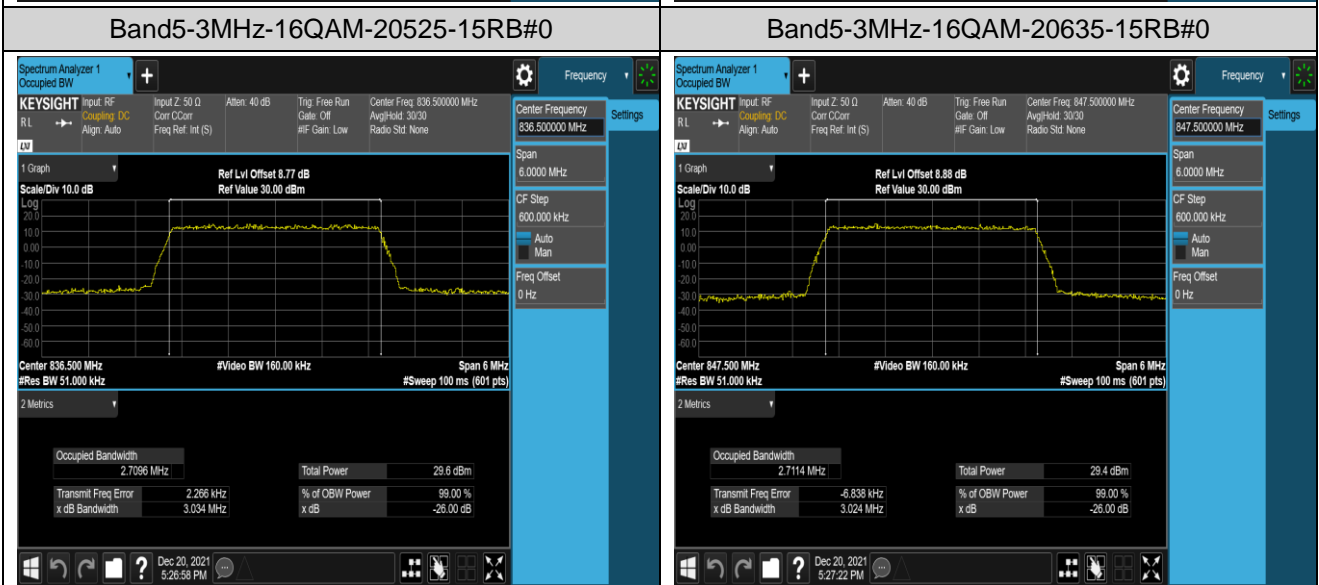 Band5-3MHz-16QAM-20525-15RB#0
Spectrum Analyzer 1
Occupied BW
+
Frequency
KEYSIGHT
RL
LXI
Input: RF
Coupling: DC
Align: Auto
Input Z: 50 Ω
Corr CCorr
Freq Ref: Int (S)
Atten: 40 dB
Trig: Free Run
Gate: Off
#IF Gain: Low
Center Freq: 836.500000 MHz
Avg|Hold: 30/30
Radio Std: None
Center Frequency
836.500000 MHz
Settings
Span
6.0000 MHz
CF Step
600.000 kHz
Auto
Man
Freq Offset
0 Hz
1 Graph
Scale/Div 10.0 dB
Ref Lvl Offset 8.77 dB
Ref Value 30.00 dBm
Log
20.0
10.0
0.00
-10.0
-20.0
-30.0
-40.0
-50.0
-60.0
Center 836.500 MHz
#Video BW 160.00 kHz
Span 6 MHz
#Res BW 51.000 kHz
#Sweep 100 ms (601 pts)
2 Metrics
Occupied Bandwidth
2.7096 MHz
Total Power 29.6 dBm
Transmit Freq Error 2.266 kHz
% of OBW Power 99.00 %
x dB Bandwidth 3.034 MHz
x dB -26.00 dB
?
Dec 20, 2021
5:26:58 PM
Band5-3MHz-16QAM-20635-15RB#0
Spectrum Analyzer 1
Occupied BW
+
Frequency
KEYSIGHT
RL
LXI
Input: RF
Coupling: DC
Align: Auto
Input Z: 50 Ω
Corr CCorr
Freq Ref: Int (S)
Atten: 40 dB
Trig: Free Run
Gate: Off
#IF Gain: Low
Center Freq: 847.500000 MHz
Avg|Hold: 30/30
Radio Std: None
Center Frequency
847.500000 MHz
Settings
Span
6.0000 MHz
CF Step
600.000 kHz
Auto
Man
Freq Offset
0 Hz
1 Graph
Scale/Div 10.0 dB
Ref Lvl Offset 8.88 dB
Ref Value 30.00 dBm
Log
20.0
10.0
0.00
-10.0
-20.0
-30.0
-40.0
-50.0
-60.0
Center 847.500 MHz
#Video BW 160.00 kHz
Span 6 MHz
#Res BW 51.000 kHz
#Sweep 100 ms (601 pts)
2 Metrics
Occupied Bandwidth
2.7114 MHz
Total Power 29.4 dBm
Transmit Freq Error -6.838 kHz
% of OBW Power 99.00 %
x dB Bandwidth 3.024 MHz
x dB -26.00 dB
?
Dec 20, 2021
5:27:22 PM